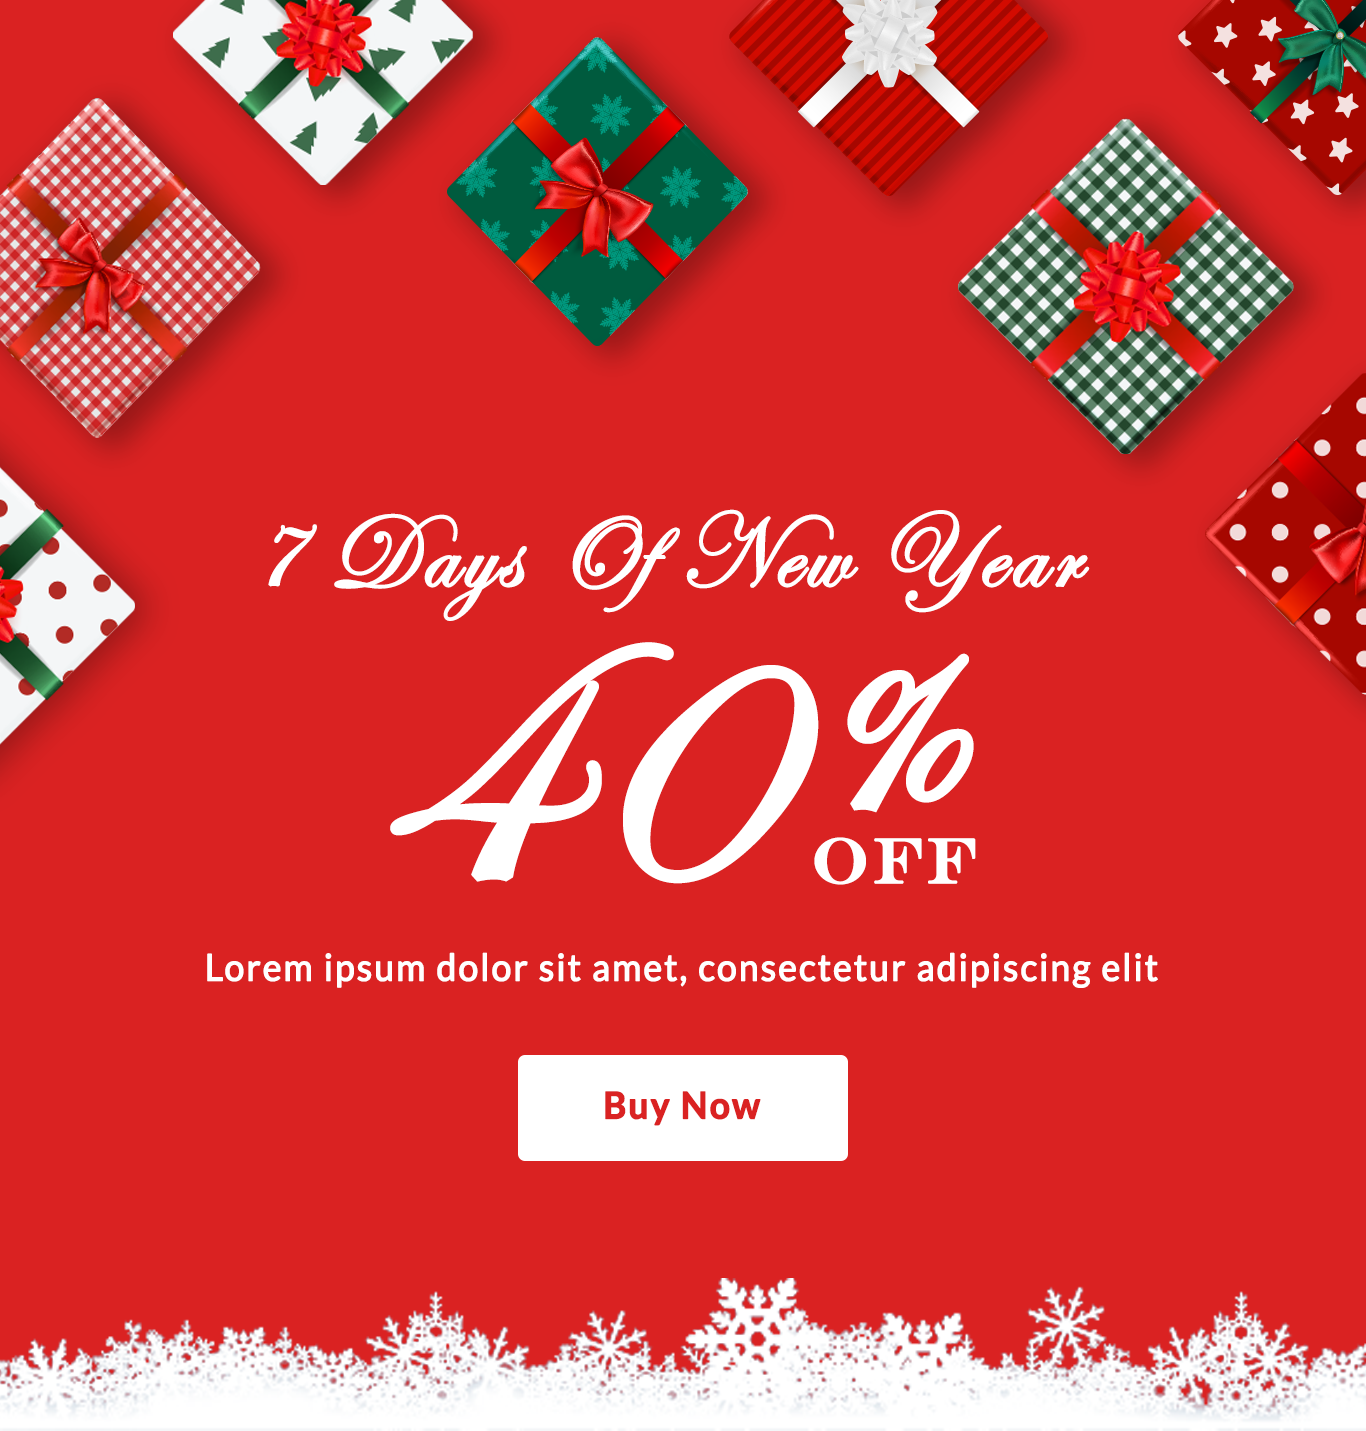 7 Days Of New Year
40%
OFF
Lorem ipsum dolor sit amet, consectetur adipiscing elit
Buy Now